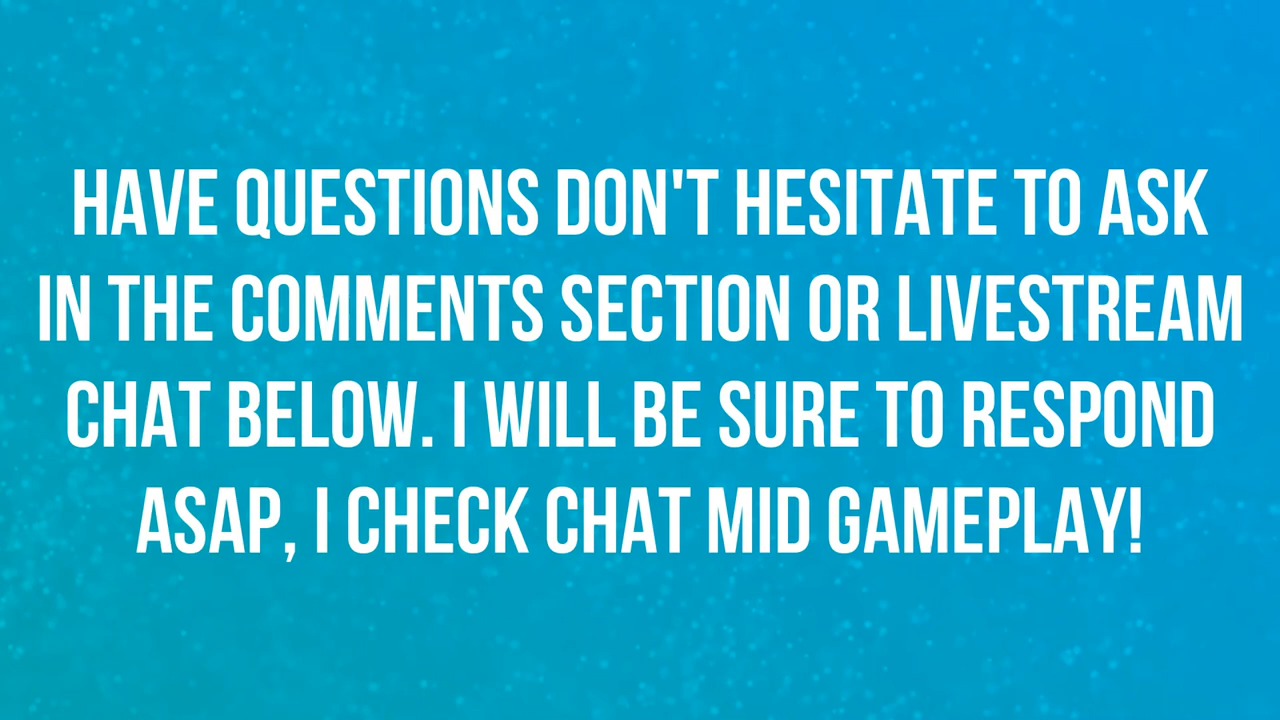 HAVE QUESTIONS DON'T HESITATE TO ASK
IN THE COMMENTS SECTION OR LIVESTREAM
CHAT BELOW. I WILL BE SURE TO RESPOND
ASAP, I CHECK CHAT MID GAMEPLAY!